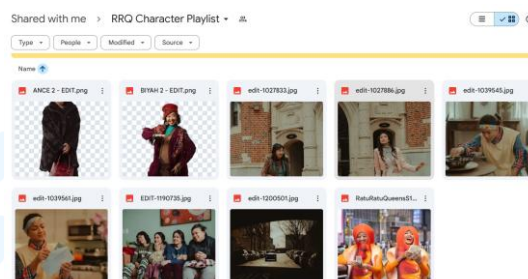 Shared with me > RRQ Character Playlist
Type People Modified Source
Name
ANCE 2 - EDIT.png
BIYAH 2 - EDIT.png
edit-1027833.jpg
edit-1027886.jpg
edit-1039545.jpg
edit-1039561.jpg
EDIT-1190735.jpg
edit-1200501.jpg
RatuRatuQueensS1...